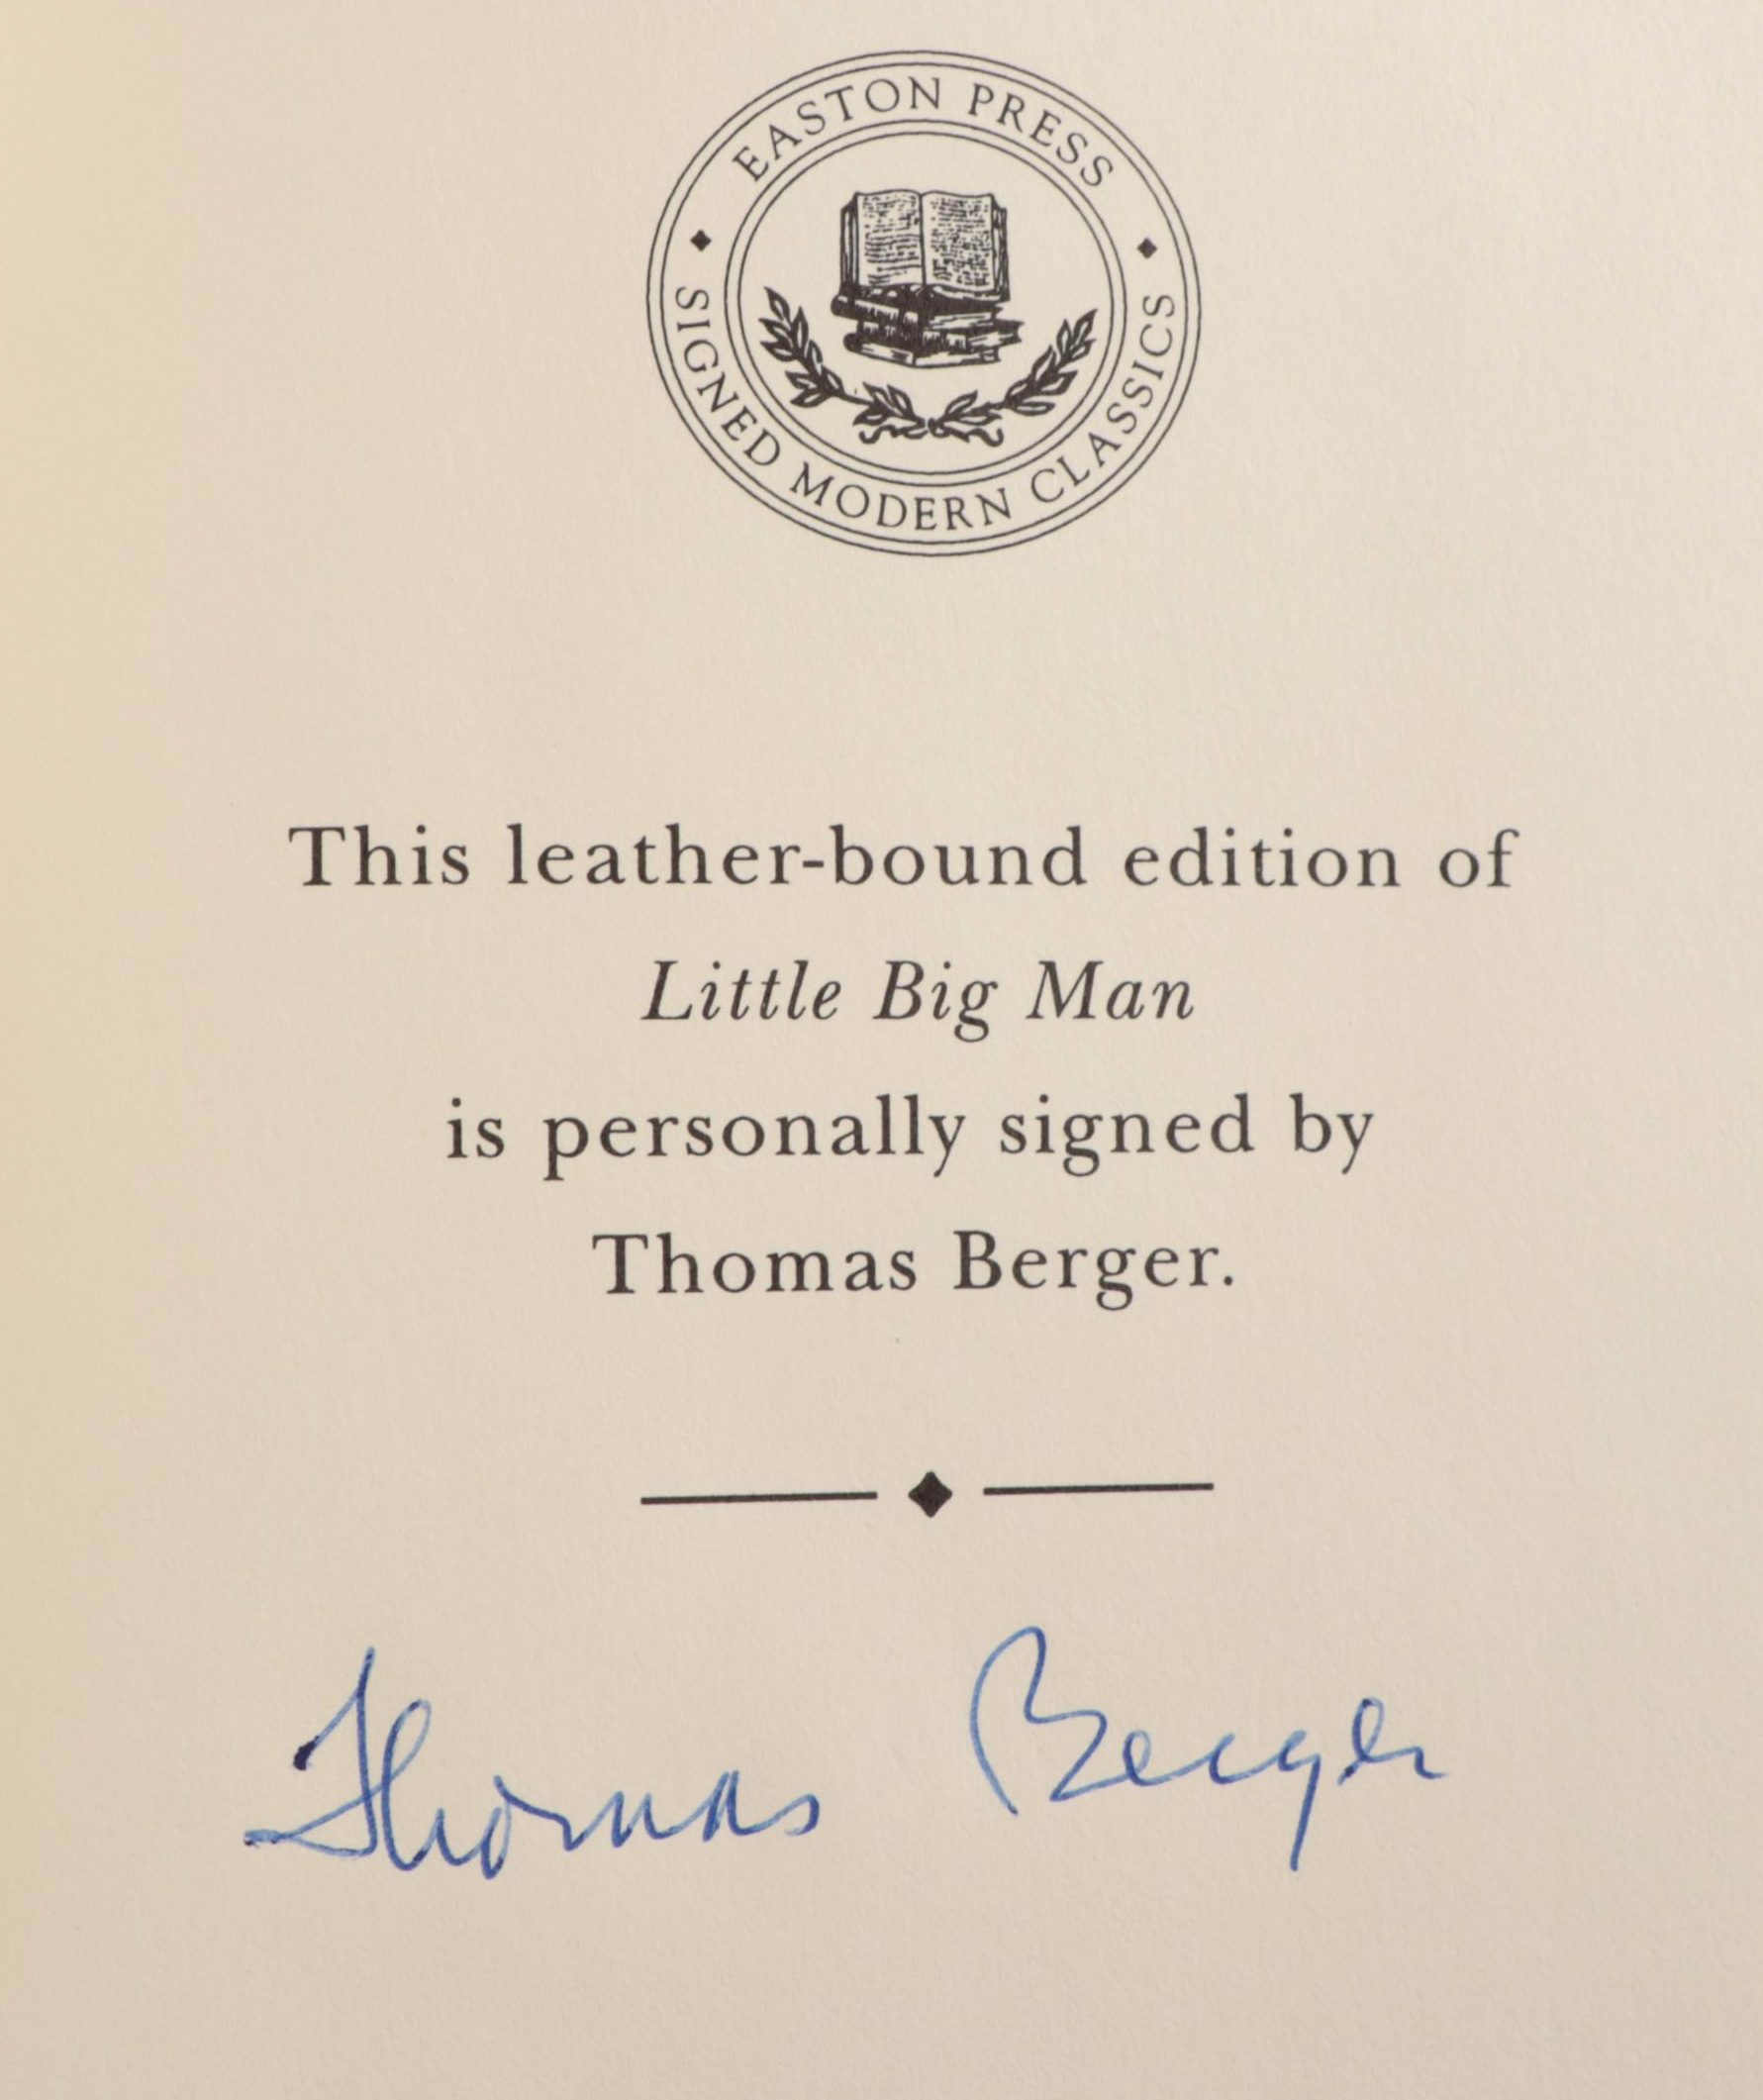 EASTON PRESS
SIGNED MODERN CLASSICS
This leather-bound edition of
Little Big Man
is personally signed by
Thomas Berger.
Thomas Berger